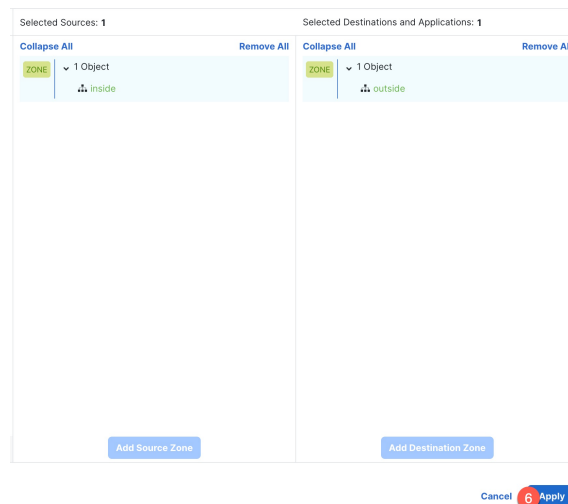 Selected Sources: 1
Selected Destinations and Applications: 1
Collapse All
Remove All
Collapse All
ZONE
1 Object
inside
ZONE
1 Object
outside
Add Source Zone
Add Destination Zone
Cancel
6
Apply